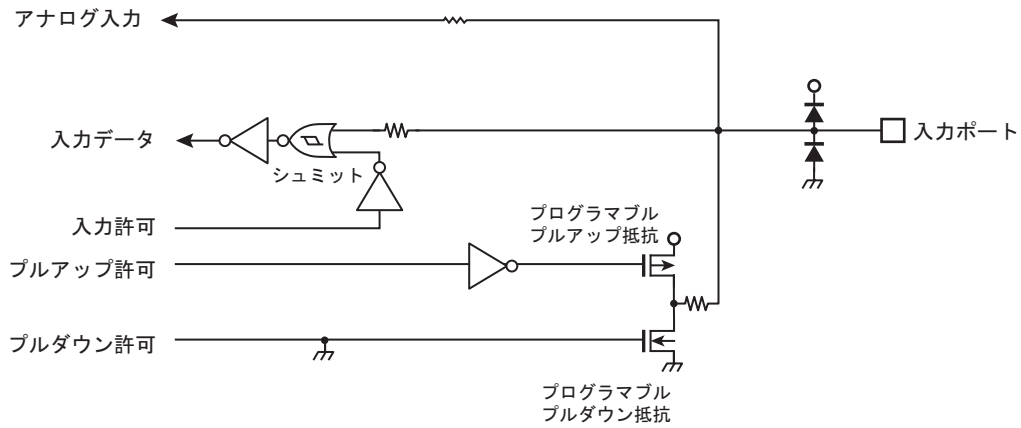 アナログ入力
入力データ
シュミット
入力ポート
入力許可
プログラマブル
プルアップ抵抗
プルアップ許可
プルダウン許可
プログラマブル
プルダウン抵抗